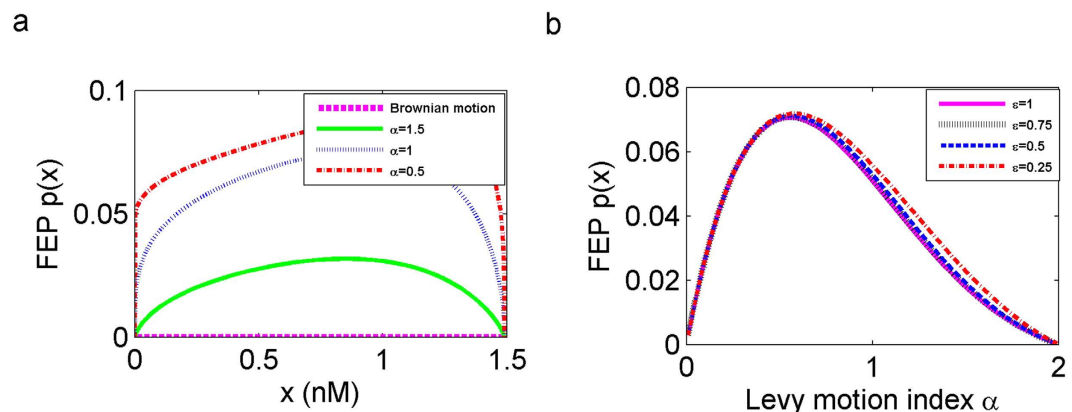 a
FEP p(x)
0.1
0.05
0
0
0.5
1
1.5
x (nM)
Brownian motion
α=1.5
α=1
α=0.5
b
FEP p(x)
0.08
0.06
0.04
0.02
0
0
1
2
Levy motion index α
ε=1
ε=0.75
ε=0.5
ε=0.25